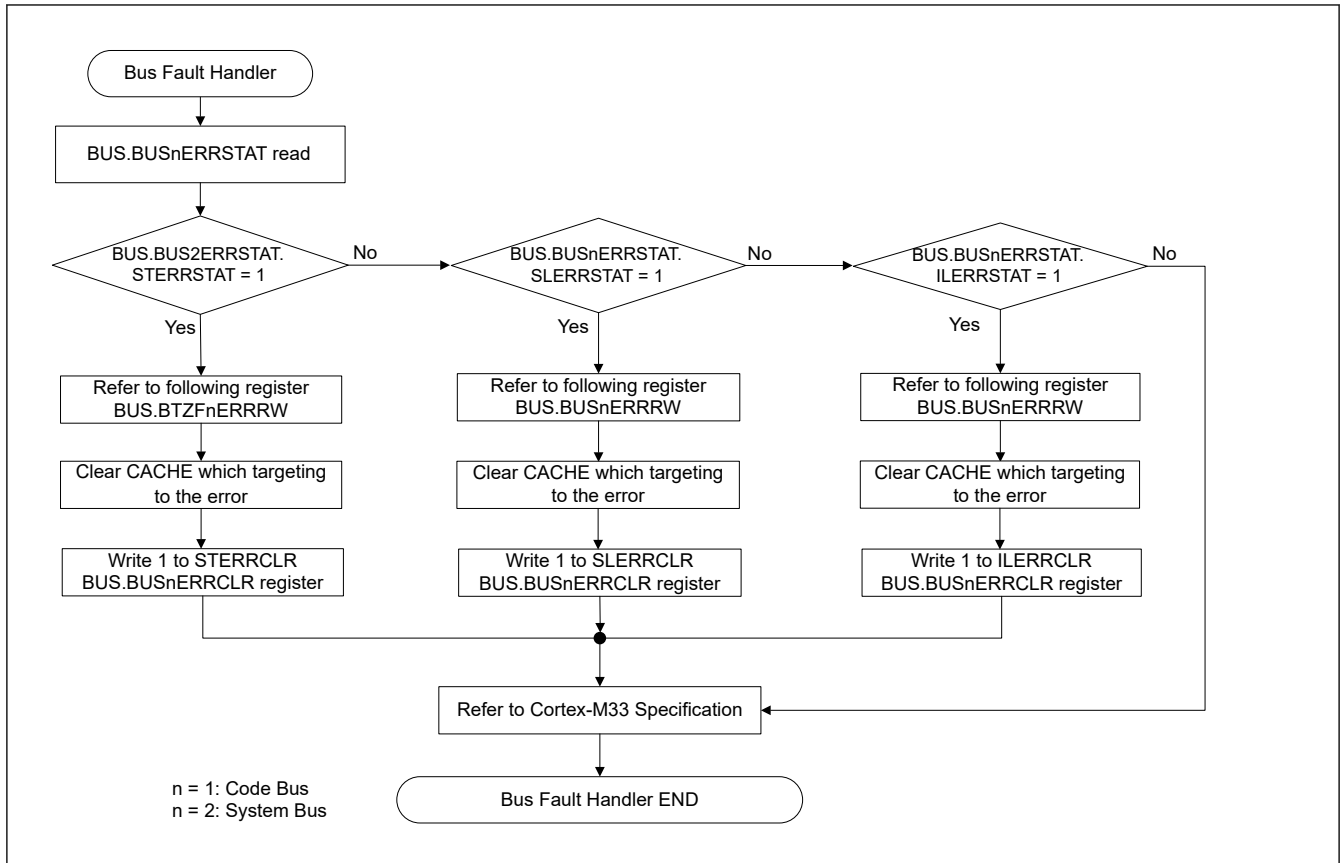 Bus Fault Handler
BUS.BUSnERRSTAT read
BUS.BUS2ERRSTAT.
STERRSTAT = 1
No
Yes
BUS.BUSnERRSTAT.
SLERRSTAT = 1
No
Yes
BUS.BUSnERRSTAT.
ILERRSTAT = 1
No
Yes
Refer to following register
BUS.BTZFnERRRW
Clear CACHE which targeting
to the error
Write 1 to STERRCLR
BUS.BUSnERRCLR register
Refer to following register
BUS.BUSnERRRW
Clear CACHE which targeting
to the error
Write 1 to SLERRCLR
BUS.BUSnERRCLR register
Refer to following register
BUS.BUSnERRRW
Clear CACHE which targeting
to the error
Write 1 to ILERRCLR
BUS.BUSnERRCLR register
Refer to Cortex-M33 Specification
Bus Fault Handler END
n = 1: Code Bus
n = 2: System Bus